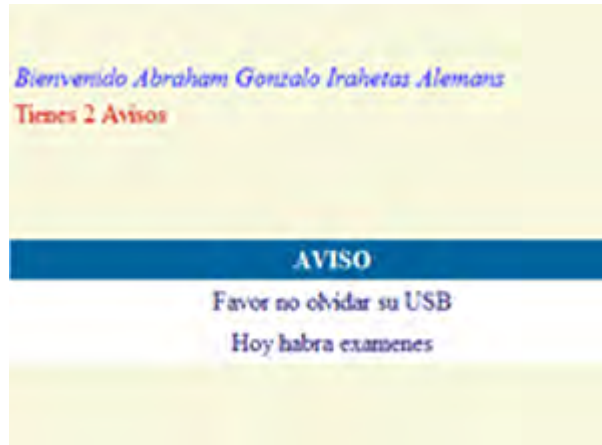 Bienvenido Abraham Gonzalo Irahetas Alemans
Tienes 2 Avisos
AVISO
Favor no olvidar su USB
Hoy habra examenes